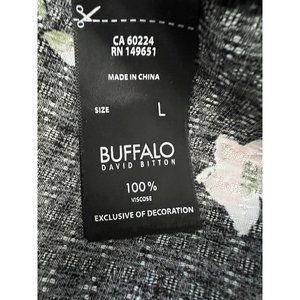 CA 60224
RN 149651
MADE IN CHINA
SIZE L
BUFFALO
DAVID BITTON
100 %
VISCOSE
EXCLUSIVE OF DECORATION